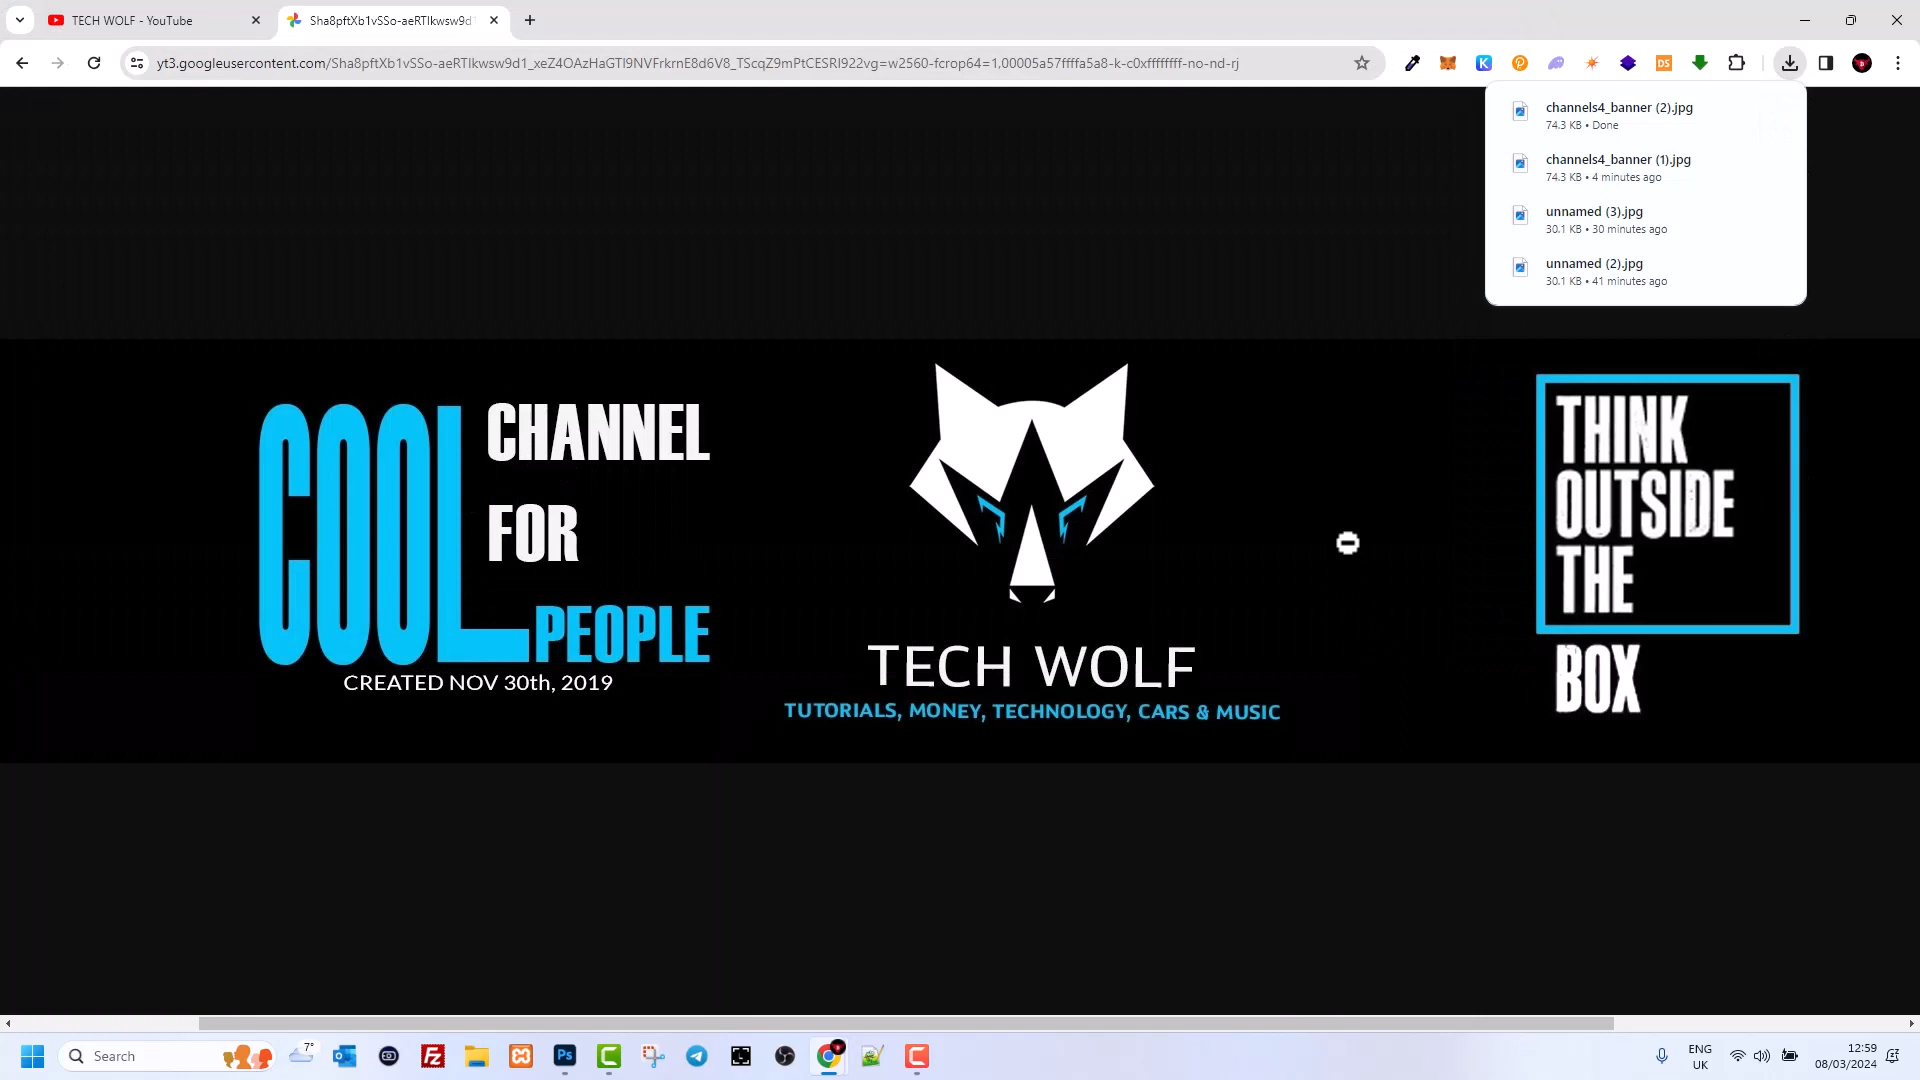 TECH WOLF - YouTube
Sha8pftXb1vSSo-aeRTIkwsw9d1
yt3.googleusercontent.com/Sha8pftXb1vSSo-aeRTIkwsw9d1_xeZ4OAzHaGTI9NVFrkrnE8d6V8_TScqZ9mPtCESRI922vg=w2560-fcrop64=1,00005a57ffffa5a8-k-c0xffffffff-no-nd-rj
channels4_banner (2).jpg
74.3 KB • Done
channels4_banner (1).jpg
74.3 KB • 4 minutes ago
unnamed (3).jpg
30.1 KB • 30 minutes ago
unnamed (2).jpg
30.1 KB • 41 minutes ago
COOL
CHANNEL
FOR
PEOPLE
CREATED NOV 30th, 2019
TECH WOLF
TUTORIALS, MONEY, TECHNOLOGY, CARS & MUSIC
THINK
OUTSIDE
THE
BOX
Search
7°
ENG
UK
12:59
08/03/2024